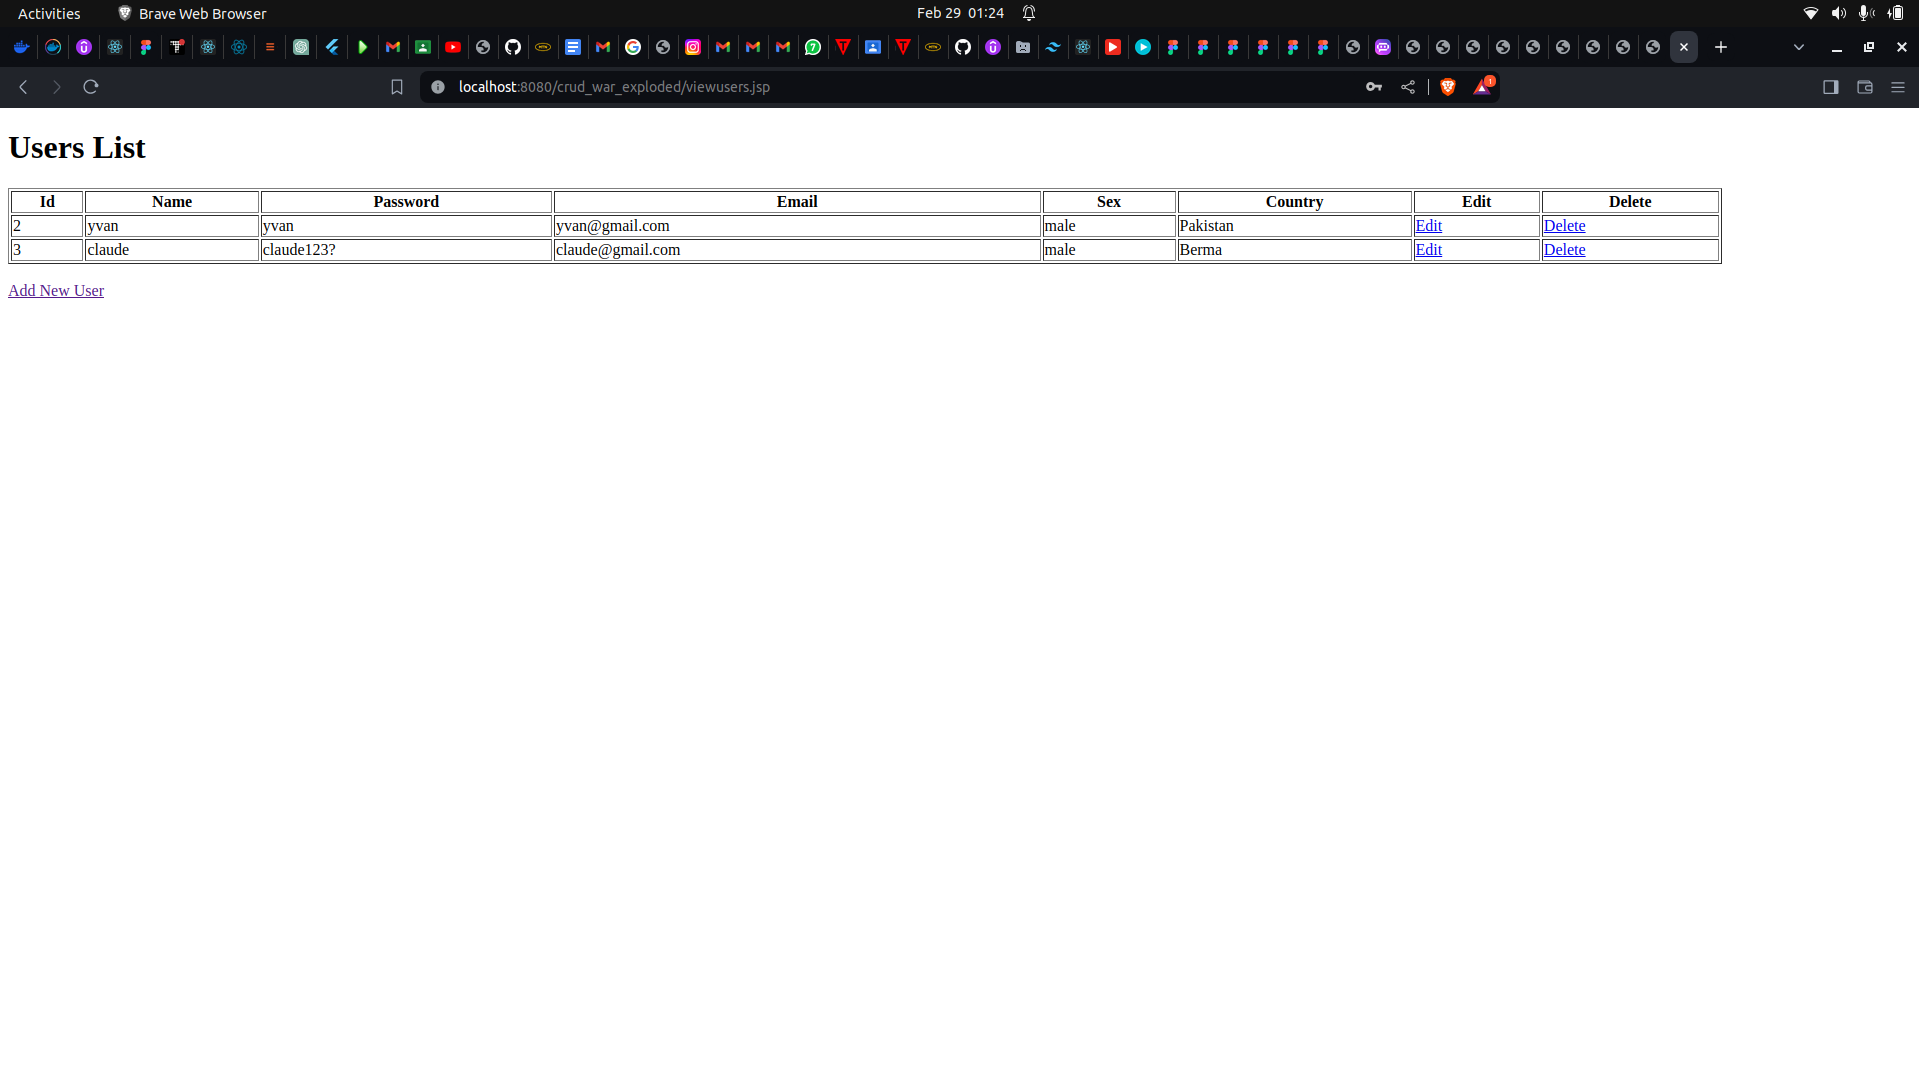 Activities Brave Web Browser Feb 29 01:24
localhost:8080/crud_war_exploded/viewusers.jsp 1
Users List
Id Name Password Email Sex Country Edit Delete
2 yvan yvan yvan@gmail.com male Pakistan Edit Delete
3 claude claude123? claude@gmail.com male Berma Edit Delete
Add New User